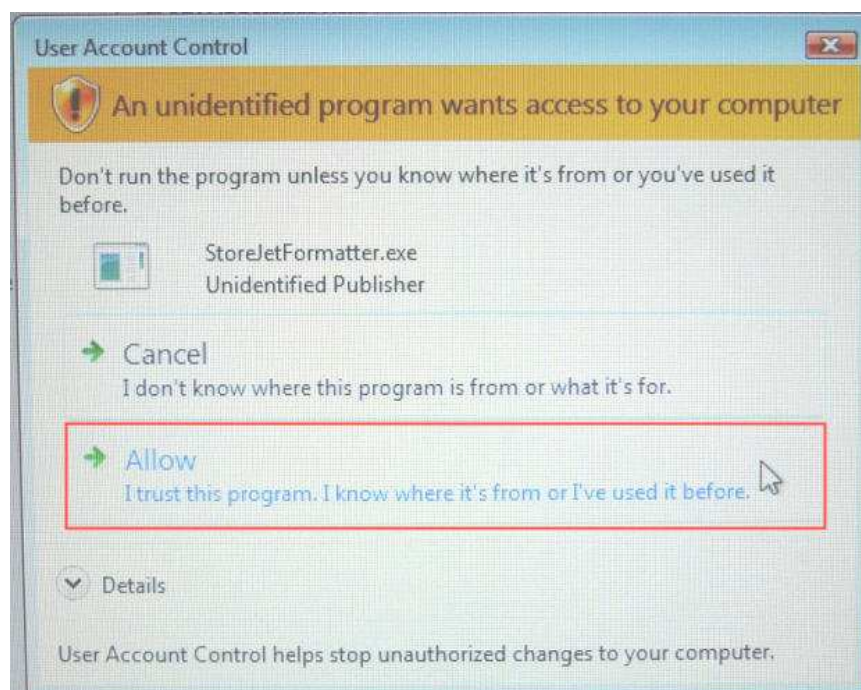 User Account Control
An unidentified program wants access to your computer
Don't run the program unless you know where it's from or you've used it
before.
StoreJetFormatter.exe
Unidentified Publisher
Cancel
I don't know where this program is from or what it's for.
Allow
I trust this program. I know where it's from or I've used it before.
Details
User Account Control helps stop unauthorized changes to your computer.